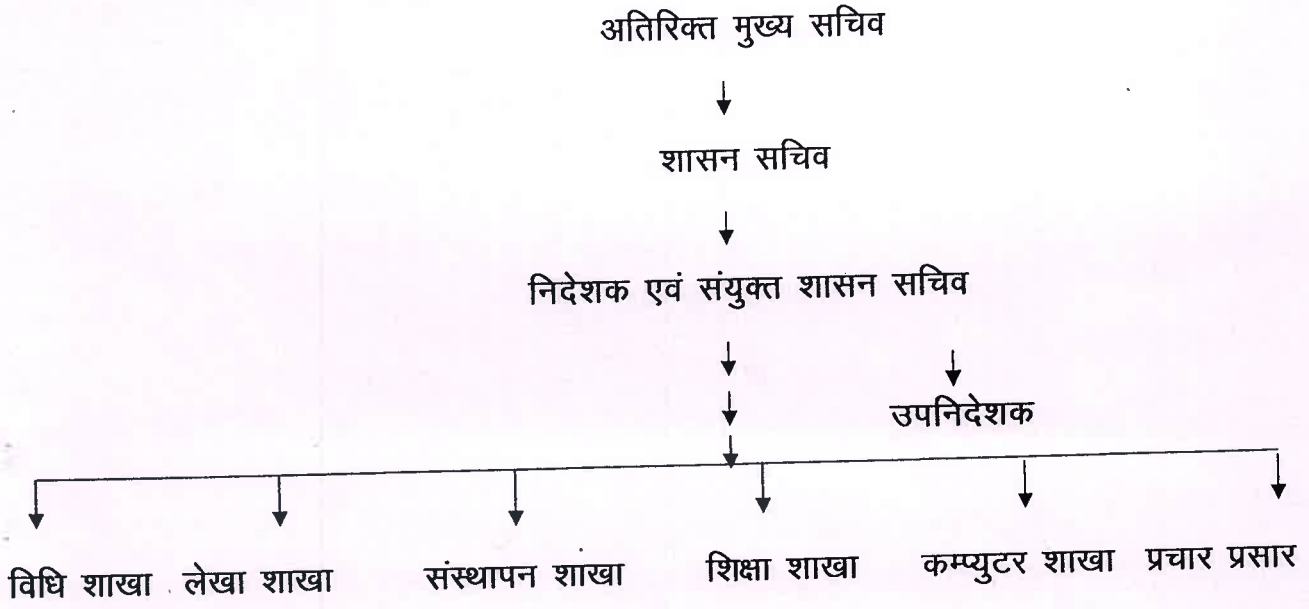 अतिरिक्त मुख्य सचिव
शासन सचिव
निदेशक एवं संयुक्त शासन सचिव
उपनिदेशक
विधि शाखा लेखा शाखा संस्थापन शाखा शिक्षा शाखा कम्प्युटर शाखा प्रचार प्रसार